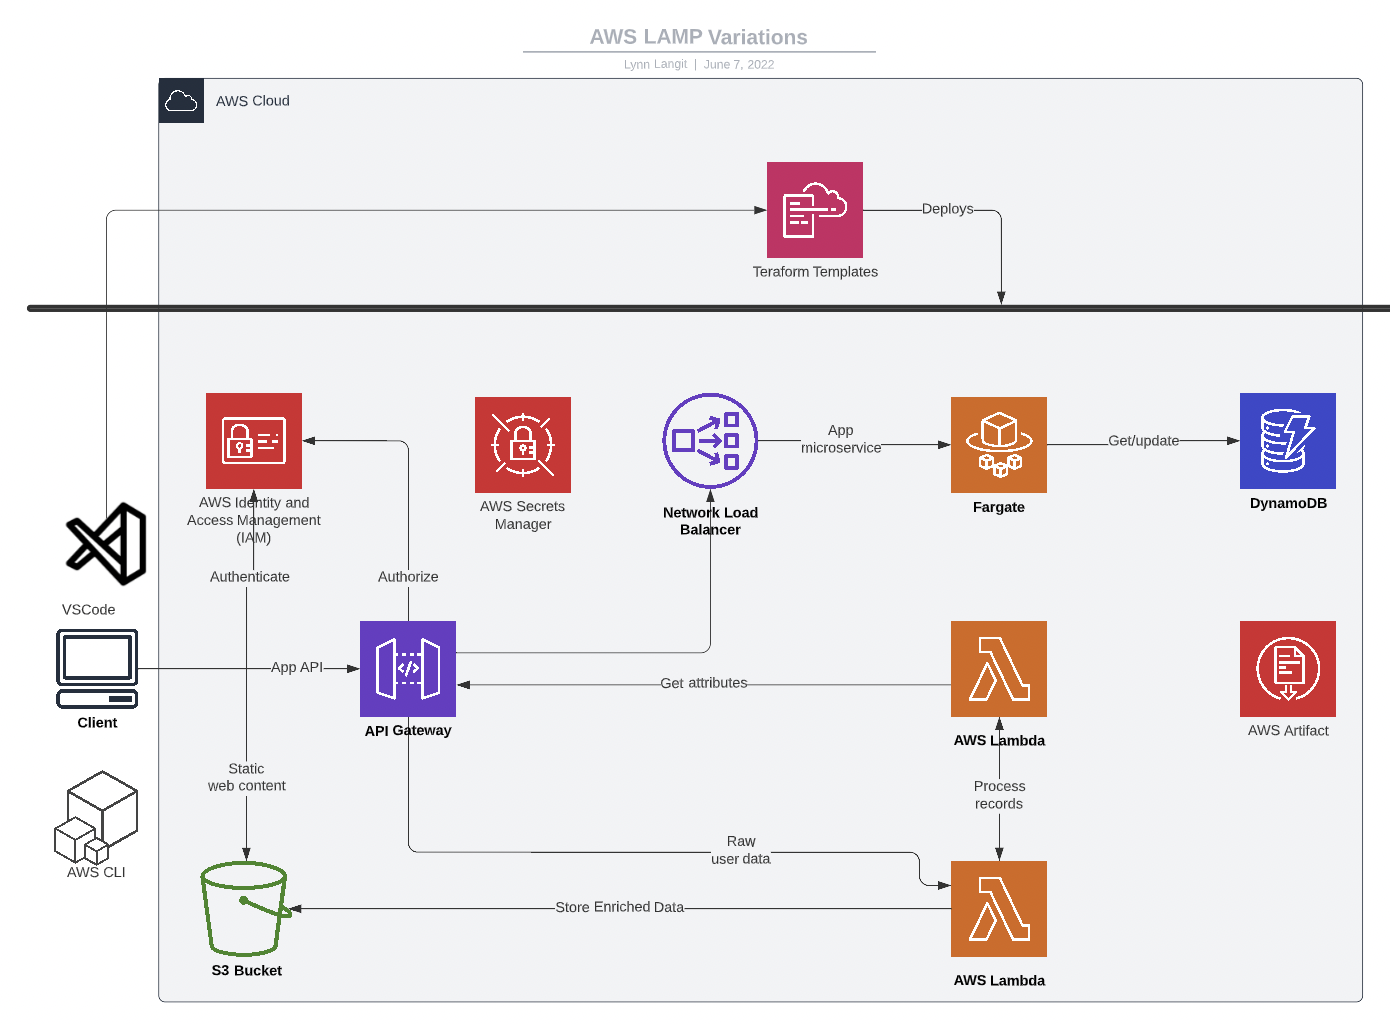 AWS LAMP Variations
Lynn Langit | June 7, 2022
AWS Cloud
Deploys
Teraform Templates
App
microservice
Get/update
AWS Identity and
Access Management
(IAM)
AWS Secrets
Manager
Network Load
Balancer
Fargate
DynamoDB
Authenticate
Authorize
VSCode
App API
</>
Get attributes
Client
API Gateway
AWS Lambda
AWS Artifact
Static
web content
Process
records
Raw
user data
AWS CLI
Store Enriched Data
S3 Bucket
AWS Lambda